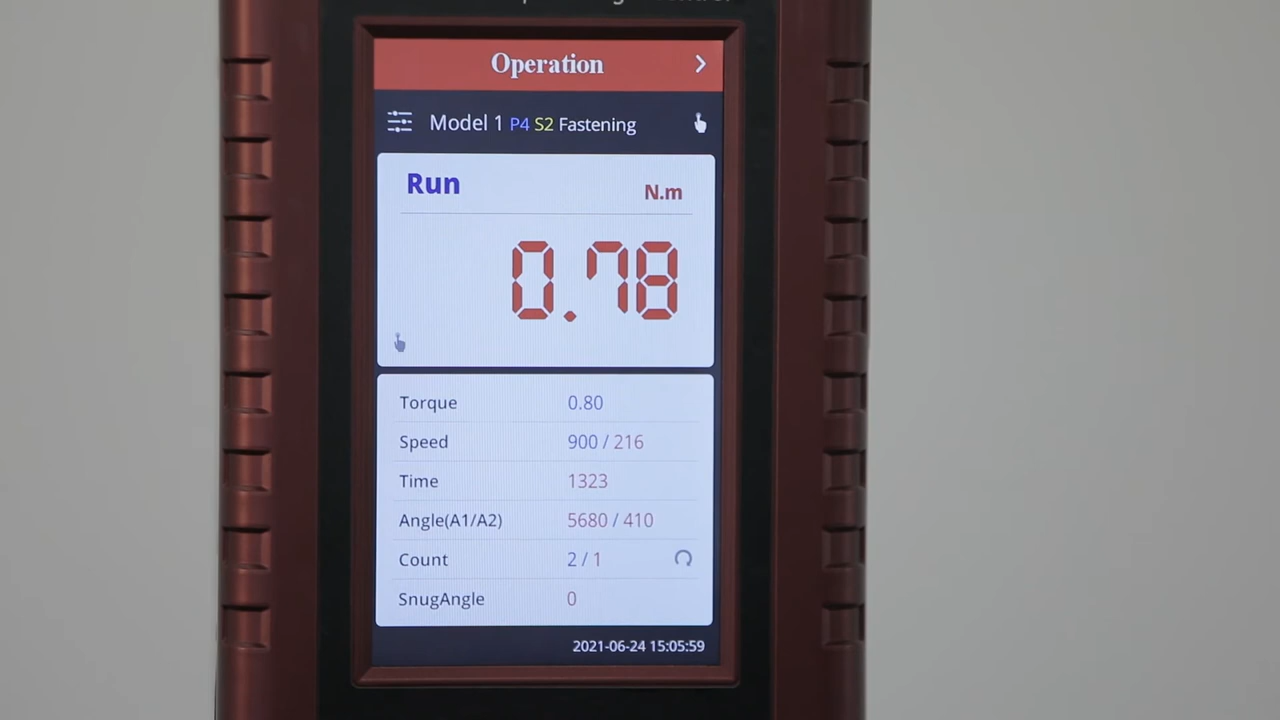 Operation
Model 1 P4 S2 Fastening
Run
N.m
0.78
Torque 0.80
Speed 900 / 216
Time 1323
Angle(A1/A2) 5680 / 410
Count 2 / 1
SnugAngle 0
2021-06-24 15:05:59